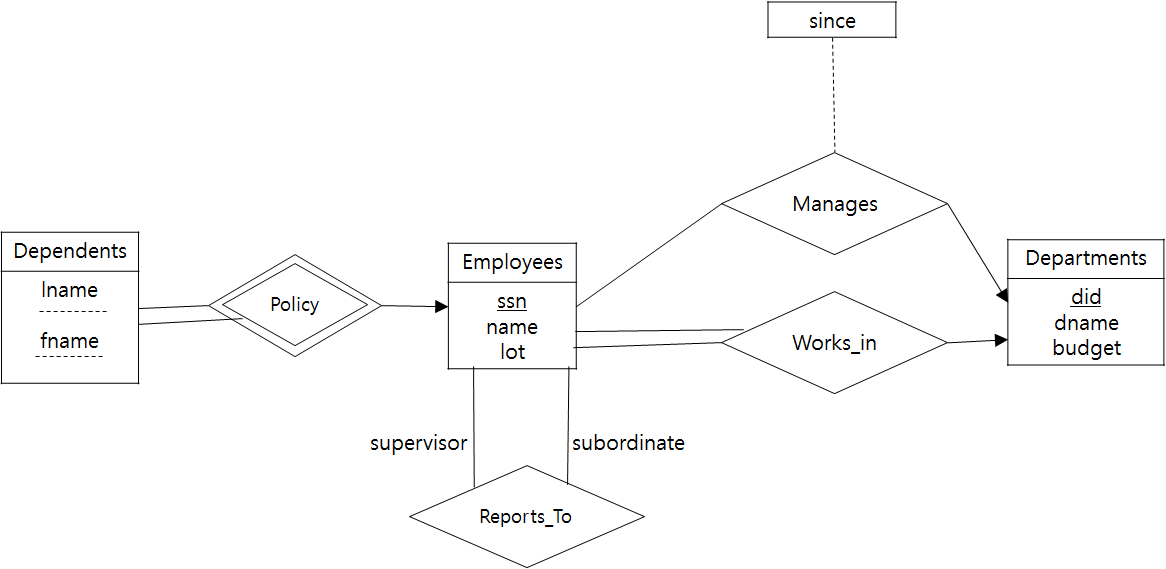 since
Manages
Dependents
lname
fname
Policy
Employees
ssn
name
lot
Departments
did
dname
budget
Works_in
supervisor
subordinate
Reports_To